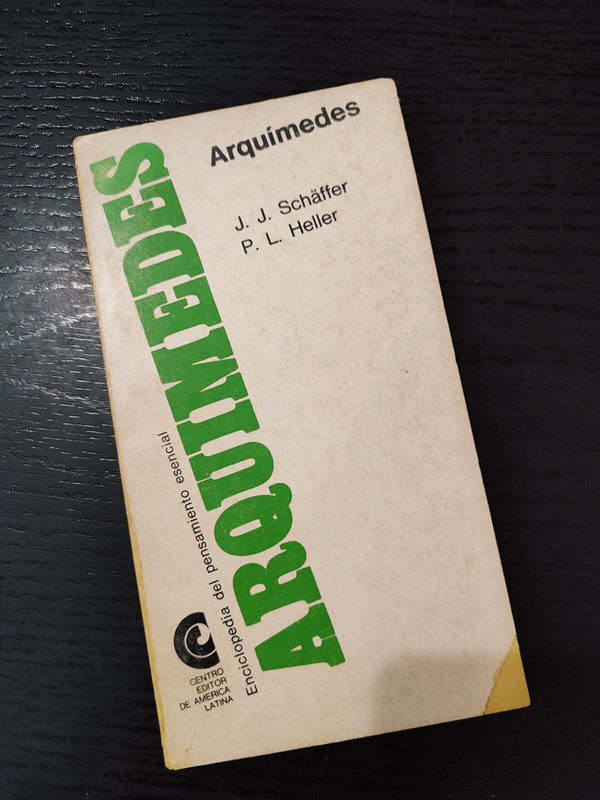 Arquímedes
J. J. Schäffer
P. L. Heller
ARQUIMEDES
Enciclopedia del pensamiento esencial
CENTRO
EDITOR
DE AMERICA
LATINA